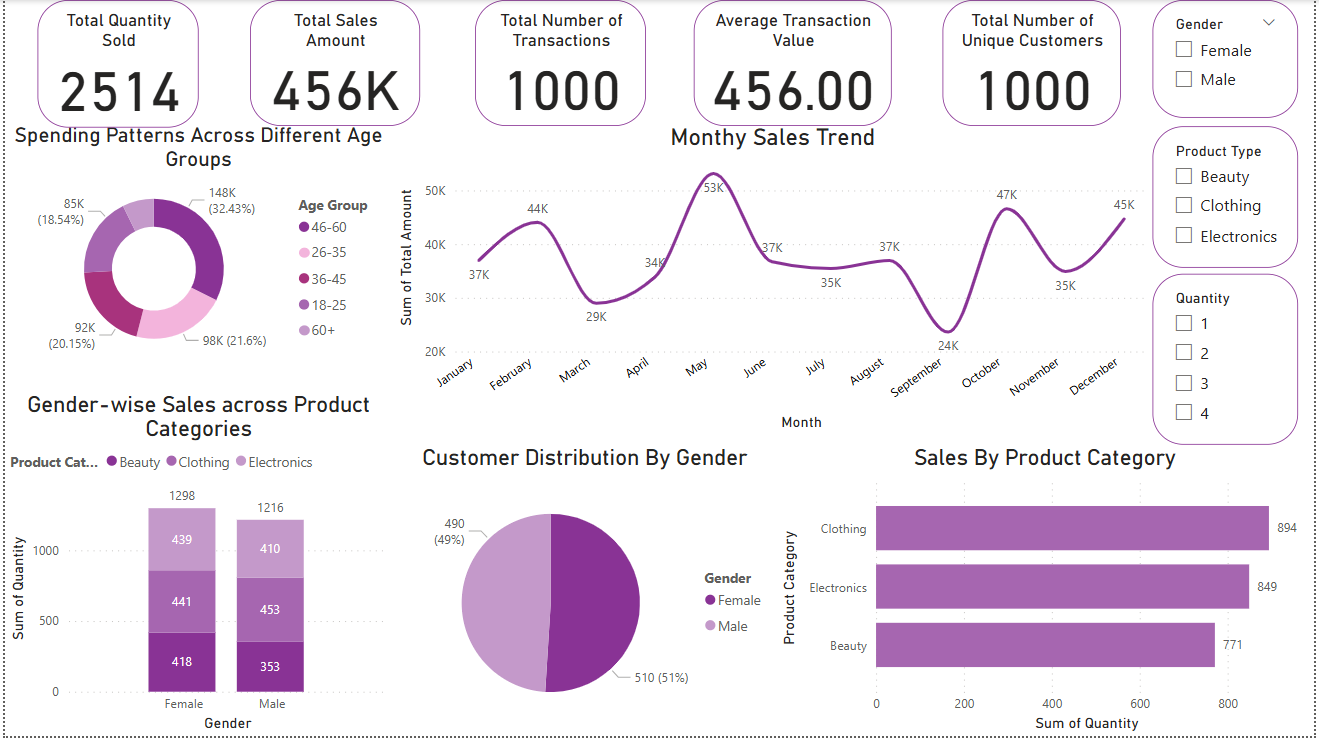 Total Quantity
Sold
2514
Total Sales
Amount
456K
Total Number of
Transactions
1000
Average Transaction
Value
456.00
Total Number of
Unique Customers
1000
Gender
Female
Male
Spending Patterns Across Different Age
Groups
148K
(32.43%)
98K (21.6%)
92K
(20.15%)
85K
(18.54%)
Age Group
46-60
26-35
36-45
18-25
60+
Monthy Sales Trend
Sum of Total Amount
50K
40K
30K
20K
37K
44K
29K
34K
53K
37K
35K
37K
24K
47K
35K
45K
January
February
March
April
May
June
July
August
September
October
November
December
Month
Product Type
Beauty
Clothing
Electronics
Quantity
1
2
3
4
Gender-wise Sales across Product
Categories
Product Cat...
Beauty
Clothing
Electronics
Sum of Quantity
1000
500
0
1298
439
441
418
1216
410
453
353
Female
Male
Gender
Customer Distribution By Gender
490
(49%)
510 (51%)
Gender
Female
Male
Sales By Product Category
Product Category
Clothing
894
Electronics
849
Beauty
771
0
200
400
600
800
Sum of Quantity